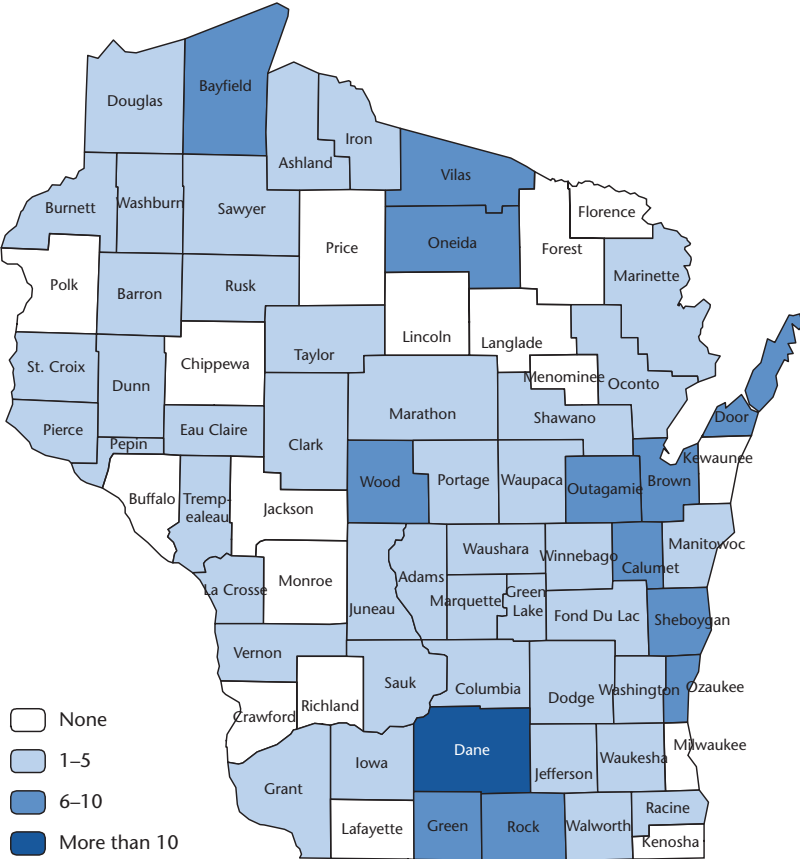 Bayfield
Douglas
Iron
Ashland
Vilas
Washburn
Burnett
Sawyer
Florence
Price
Oneida
Forest
Marinette
Polk
Rusk
Barron
Lincoln
Langlade
Taylor
Chippewa
St. Croix
Menominee
Dunn
Oconto
Marathon
Door
Shawano
Pierce
Eau Claire
Pepin
Clark
Kewaunee
Wood
Portage
Waupaca
Brown
Outagamie
Buffalo
Tremp-
ealeau
Jackson
Manitowoc
Waushara
Winnebago
Calumet
Adams
Monroe
La Crosse
Green
Lake
Marquette
Juneau
Fond Du Lac
Sheboygan
Vernon
Sauk
Columbia
Dodge
Washington
Ozaukee
Richland
Crawford
None
Milwaukee
Dane
Waukesha
Iowa
1–5
Jefferson
Grant
6–10
Racine
Lafayette
Green
Rock
Walworth
Kenosha
More than 10